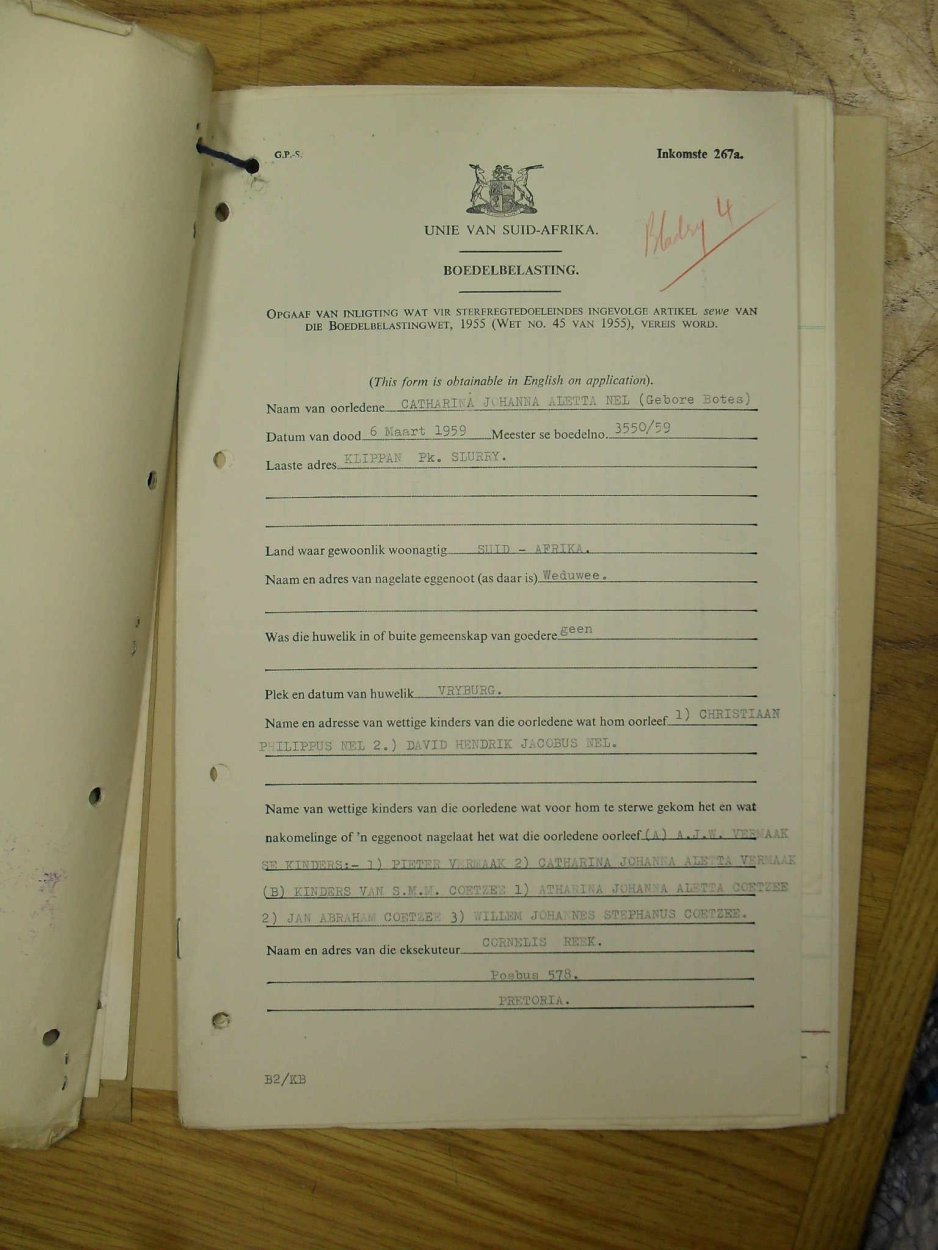 G.P.-S.
Inkomste 267a.
UNIE VAN SUID-AFRIKA.
Bladsy 4
BOEDELBELASTING.
OPGAAF VAN INLIGTING WAT VIR STERFREGTEDOELEINDES INGEVOLGE ARTIKEL sewe VAN
DIE BOEDELBELASTINGWET, 1955 (WET NO. 45 VAN 1955), VEREIS WORD.
(This form is obtainable in English on application).
Naam van oorledene CATHARINA JOHANNA ALETTA NEL (Gebore Botes)
Datum van dood 6 Maart 1959 Meester se boedelno. 3550/59
Laaste adres KLIPPAN Pk. SLURRY.
Land waar gewoonlik woonagtig SUID - AFRIKA.
Naam en adres van nagelate eggenoot (as daar is) Weduwee.
Was die huwelik in of buite gemeenskap van goedere geen
Plek en datum van huwelik VRYBURG.
Name en adresse van wettige kinders van die oorledene wat hom oorleef 1) CHRISTIAAN
PHILIPPUS NEL 2.) DAVID HENDRIK JACOBUS NEL.
Name van wettige kinders van die oorledene wat voor hom te sterwe gekom het en wat
nakomelinge of 'n eggenoot nagelaat het wat die oorledene oorleef (A) A.J.W. VERMAAK
SE KINDERS:- 1) PIETER VERMAAK 2) CATHARINA JOHANNA ALETTA VERMAAK
(B) KINDERS VAN S.M.M. COETZEE 1) ATHARINA JOHANNA ALETTA COETZEE
2) JAN ABRAHAM COETZEE 3) WILLEM JOHANNES STEPHANUS COETZEE.
Naam en adres van die eksekuteur CORNELIS REEK.
Posbus 578.
PRETORIA.
B2/KB